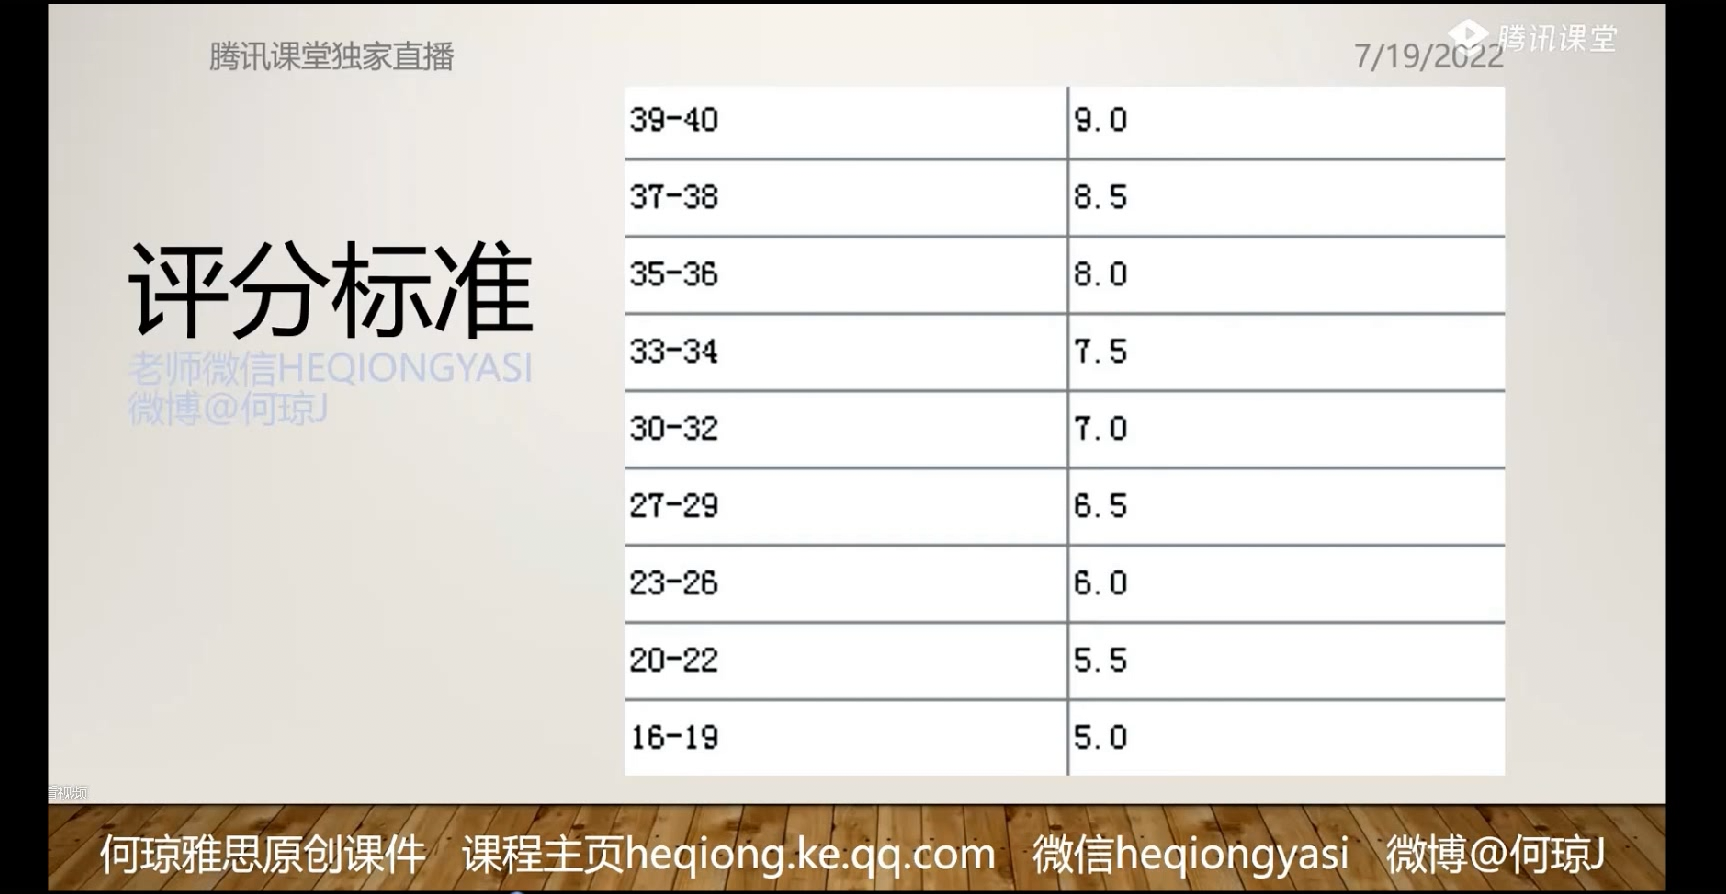 腾讯课堂独家直播
7/19/2022
腾讯课堂
评分标准
老师微信HEQIONGYASI
微博@何琼J
39-40 9.0
37-38 8.5
35-36 8.0
33-34 7.5
30-32 7.0
27-29 6.5
23-26 6.0
20-22 5.5
16-19 5.0
看视频
何琼雅思原创课件 课程主页heqiong.ke.qq.com 微信heqiongyasi 微博@何琼J